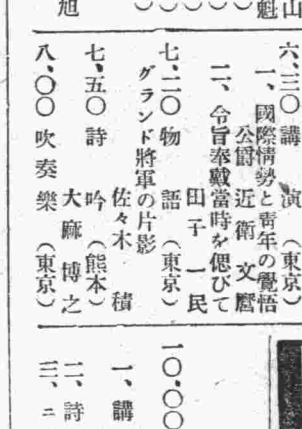 山
魁
六、三〇 講演（東京）
一、國際情勢と靑年の覺悟
公爵 近衞文麿
二、令旨奉戴當時を偲びて
田子一民
七、二〇 物語（東京）
グランド將軍の片影
佐々木積
七、五〇 詩吟（熊本）
大麻博之
八、〇〇 吹奏樂（東京）
旭
一〇、〇〇
一、講
二、詩
三、ニ